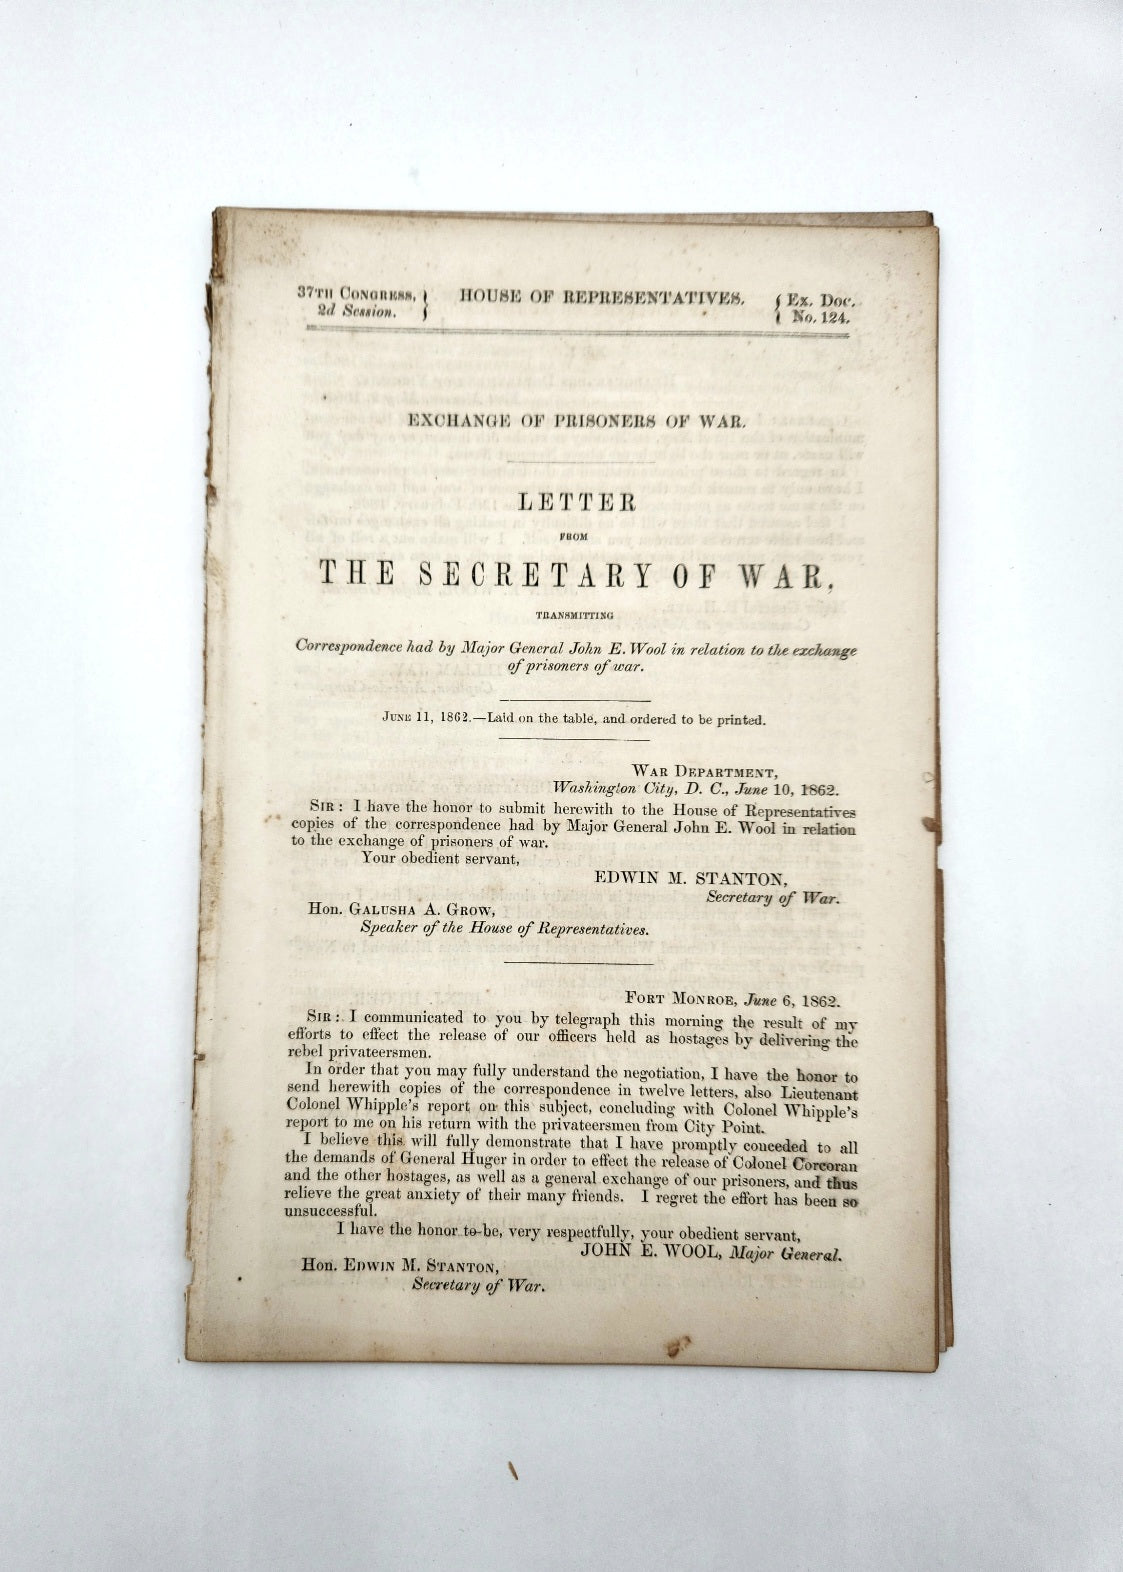 37TH CONGRESS, HOUSE OF REPRESENTATIVES. Ex. Doc.
2d Session. No. 124.
EXCHANGE OF PRISONERS OF WAR.
LETTER
FROM
THE SECRETARY OF WAR,
TRANSMITTING
Correspondence had by Major General John E. Wool in relation to the exchange
of prisoners of war.
JUNE 11, 1862.—Laid on the table, and ordered to be printed.
WAR DEPARTMENT,
Washington City, D. C., June 10, 1862.
SIR: I have the honor to submit herewith to the House of Representatives
copies of the correspondence had by Major General John E. Wool in relation
to the exchange of prisoners of war.
Your obedient servant,
EDWIN M. STANTON,
Secretary of War.
Hon. GALUSHA A. GROW,
Speaker of the House of Representatives.
FORT MONROE, June 6, 1862.
SIR: I communicated to you by telegraph this morning the result of my
efforts to effect the release of our officers held as hostages by delivering the
rebel privateersmen.
In order that you may fully understand the negotiation, I have the honor to
send herewith copies of the correspondence in twelve letters, also Lieutenant
Colonel Whipple's report on this subject, concluding with Colonel Whipple's
report to me on his return with the privateersmen from City Point.
I believe this will fully demonstrate that I have promptly conceded to all
the demands of General Huger in order to effect the release of Colonel Corcoran
and the other hostages, as well as a general exchange of our prisoners, and thus
relieve the great anxiety of their many friends. I regret the effort has been so
unsuccessful.
I have the honor to be, very respectfully, your obedient servant,
JOHN E. WOOL, Major General.
Hon. EDWIN M. STANTON,
Secretary of War.